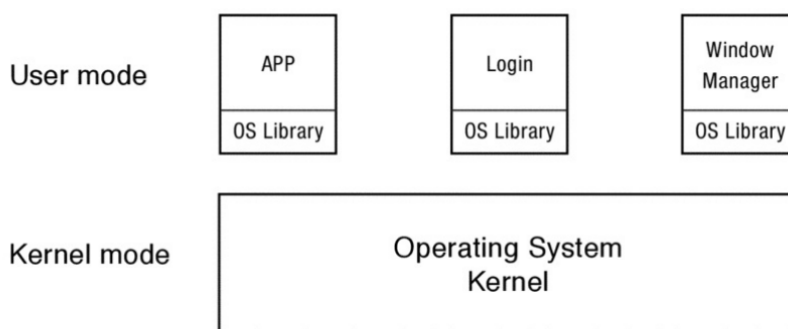 User mode
APP
OS Library
Login
OS Library
Window
Manager
OS Library
Kernel mode
Operating System
Kernel